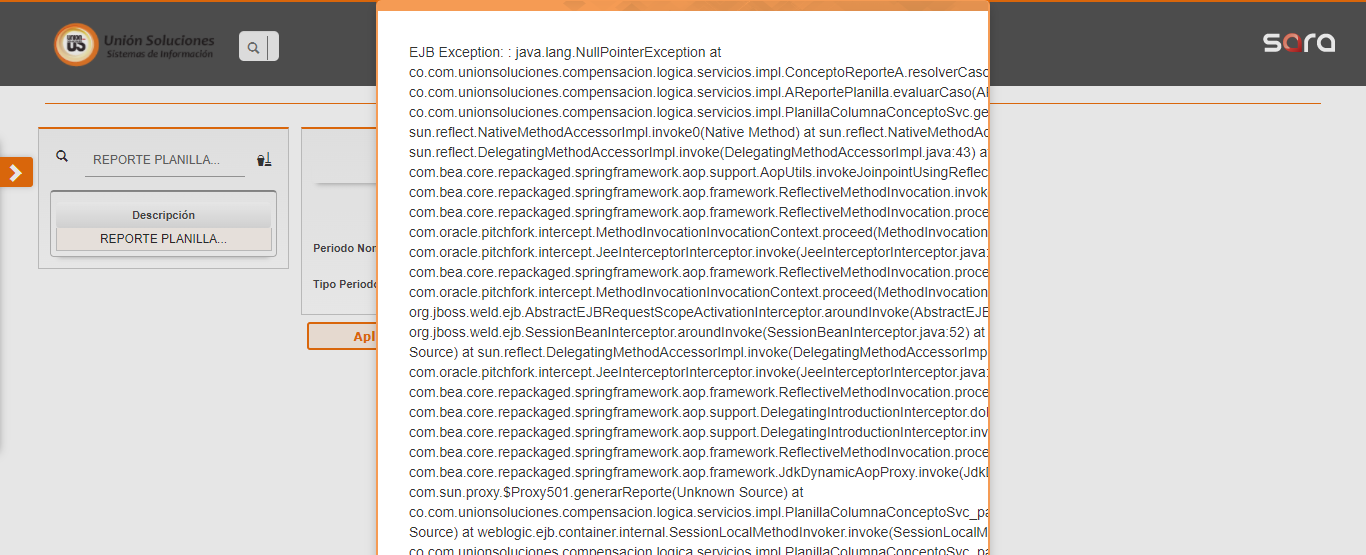 Unión Soluciones
Sistemas de Información
sara
EJB Exception: : java.lang.NullPointerException at
co.com.unionsoluciones.compensacion.logica.servicios.impl.ConceptoReporteA.resolverCaso
co.com.unionsoluciones.compensacion.logica.servicios.impl.AReportePlanilla.evaluarCaso(
co.com.unionsoluciones.compensacion.logica.servicios.impl.PlanillaColumnaConceptoSvc.ge
sun.reflect.NativeMethodAccessorImpl.invoke0(Native Method) at sun.reflect.NativeMethodAc
sun.reflect.DelegatingMethodAccessorImpl.invoke(DelegatingMethodAccessorImpl.java:43) a
com.bea.core.repackaged.springframework.aop.support.AopUtils.invokeJoinpointUsingReflec
com.bea.core.repackaged.springframework.aop.framework.ReflectiveMethodInvocation.invok
com.bea.core.repackaged.springframework.aop.framework.ReflectiveMethodInvocation.proce
com.oracle.pitchfork.intercept.MethodInvocationInvocationContext.proceed(MethodInvocation
com.oracle.pitchfork.intercept.JeeInterceptorInterceptor.invoke(JeeInterceptorInterceptor.java:
com.bea.core.repackaged.springframework.aop.framework.ReflectiveMethodInvocation.proce
com.oracle.pitchfork.intercept.MethodInvocationInvocationContext.proceed(MethodInvocation
org.jboss.weld.ejb.AbstractEJBRequestScopeActivationInterceptor.aroundInvoke(AbstractEJE
org.jboss.weld.ejb.SessionBeanInterceptor.aroundInvoke(SessionBeanInterceptor.java:52) at
Source) at sun.reflect.DelegatingMethodAccessorImpl.invoke(DelegatingMethodAccessorImp
com.oracle.pitchfork.intercept.JeeInterceptorInterceptor.invoke(JeeInterceptorInterceptor.java:
com.bea.core.repackaged.springframework.aop.framework.ReflectiveMethodInvocation.proce
com.bea.core.repackaged.springframework.aop.support.DelegatingIntroductionInterceptor.do
com.bea.core.repackaged.springframework.aop.support.DelegatingIntroductionInterceptor.inv
com.bea.core.repackaged.springframework.aop.framework.ReflectiveMethodInvocation.proce
com.bea.core.repackaged.springframework.aop.framework.JdkDynamicAopProxy.invoke(Jdk
com.sun.proxy.$Proxy501.generarReporte(Unknown Source) at
co.com.unionsoluciones.compensacion.logica.servicios.impl.PlanillaColumnaConceptoSvc_pa
Source) at weblogic.ejb.container.internal.SessionLocalMethodInvoker.invoke(SessionLocalM
co.com.unionsoluciones.compensacion.logica.servicios.impl.PlanillaColumnaConceptoSvc_pa
REPORTE PLANILLA...
Descripción
REPORTE PLANILLA...
Periodo Nor
Tipo Periodo
Apl